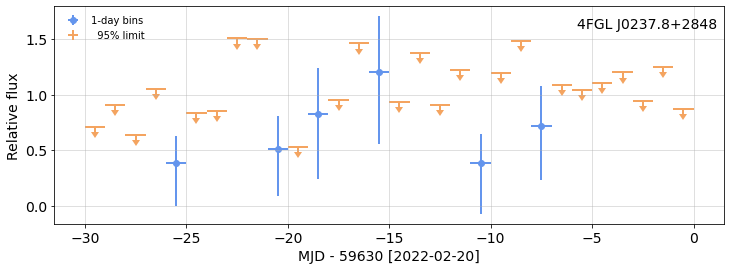 1-day bins
95% limit
4FGL J0237.8+2848
Relative flux
1.5
1.0
0.5
0.0
−30 −25 −20 −15 −10 −5 0
MJD - 59630 [2022-02-20]